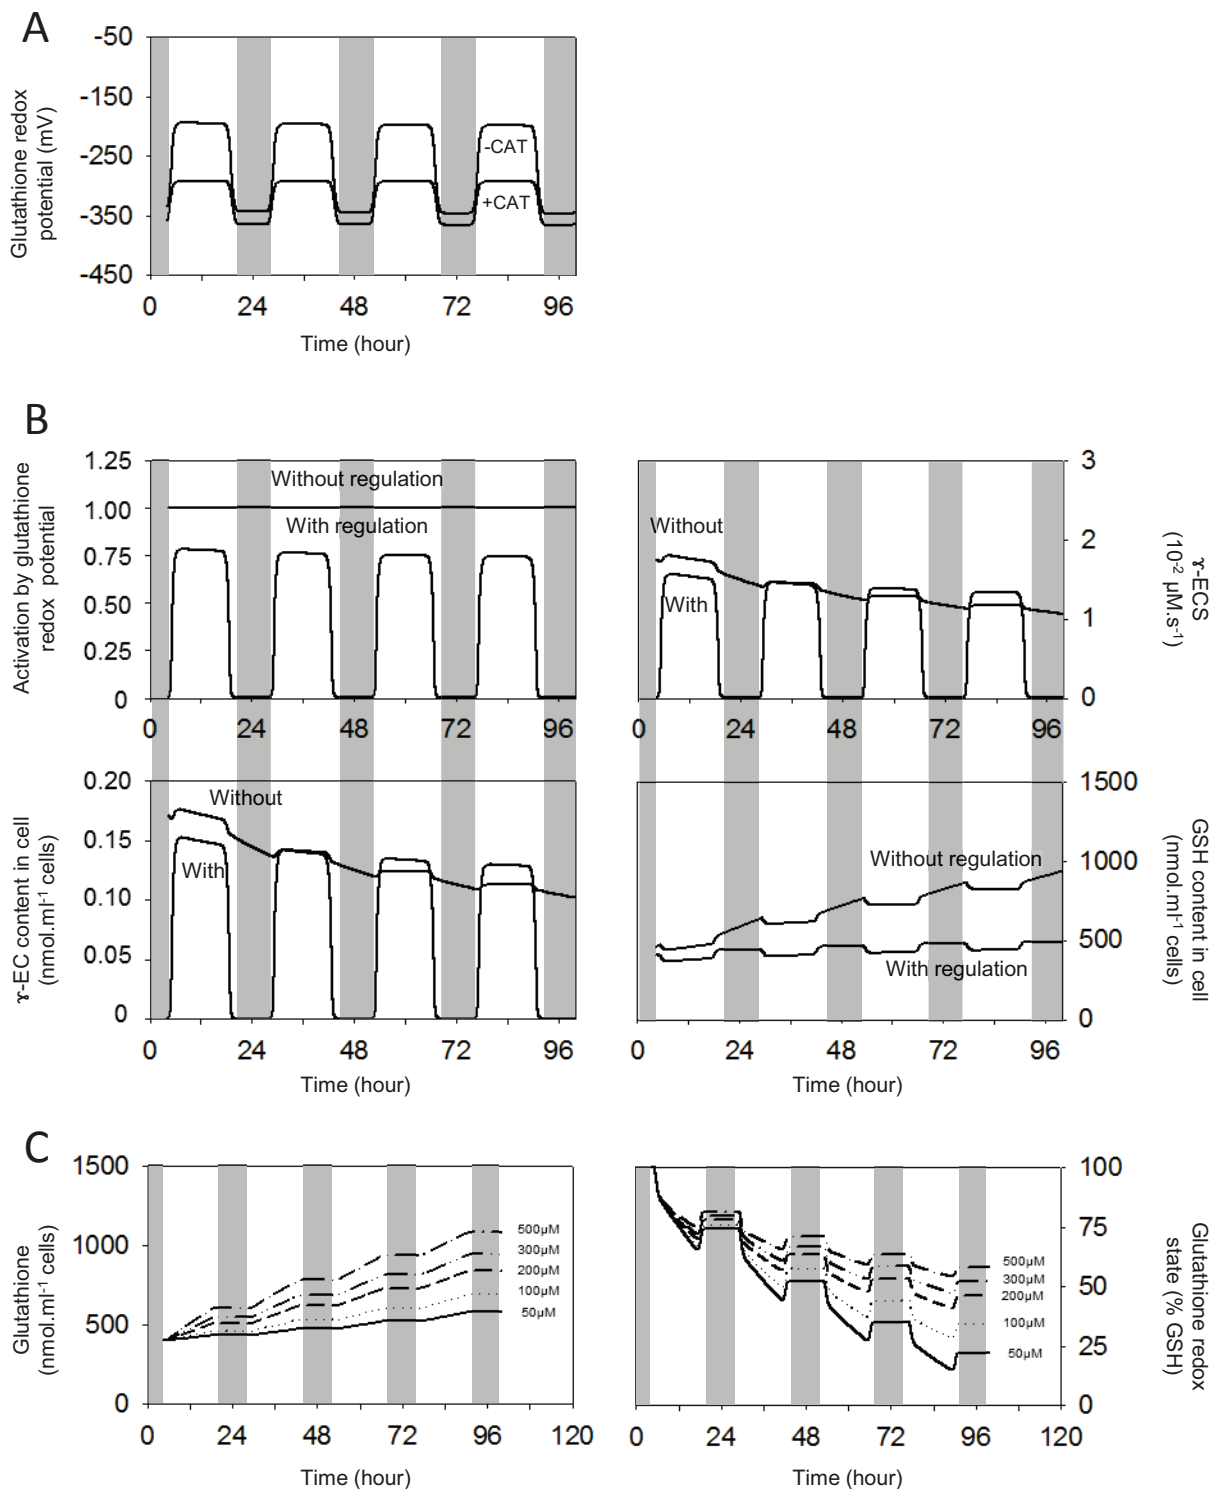 A
-50
-150
-250
-350
-450
Glutathione redox
potential (mV)
-CAT
+CAT
0 24 48 72 96
Time (hour)
B
1.25
1.00
0.75
0.50
0.25
0
Activation by glutathione
redox potential
Without regulation
With regulation
0 24 48 72 96
3
2
1
0
ɤ-ECS
(10-2 µM.s-1)
Without
With
0 24 48 72 96
0.20
0.15
0.10
0.05
0
ɤ-EC content in cell
(nmol.ml-1 cells)
Without
With
0 24 48 72 96
Time (hour)
1500
1000
500
0
GSH content in cell
(nmol.ml-1 cells)
Without regulation
With regulation
0 24 48 72 96
Time (hour)
C
1500
1000
500
0
Glutathione
(nmol.ml-1 cells)
500µM
300µM
200µM
100µM
50µM
0 24 48 72 96 120
Time (hour)
100
75
50
25
0
Glutathione redox
state (% GSH)
500µM
300µM
200µM
100µM
50µM
0 24 48 72 96 120
Time (hour)